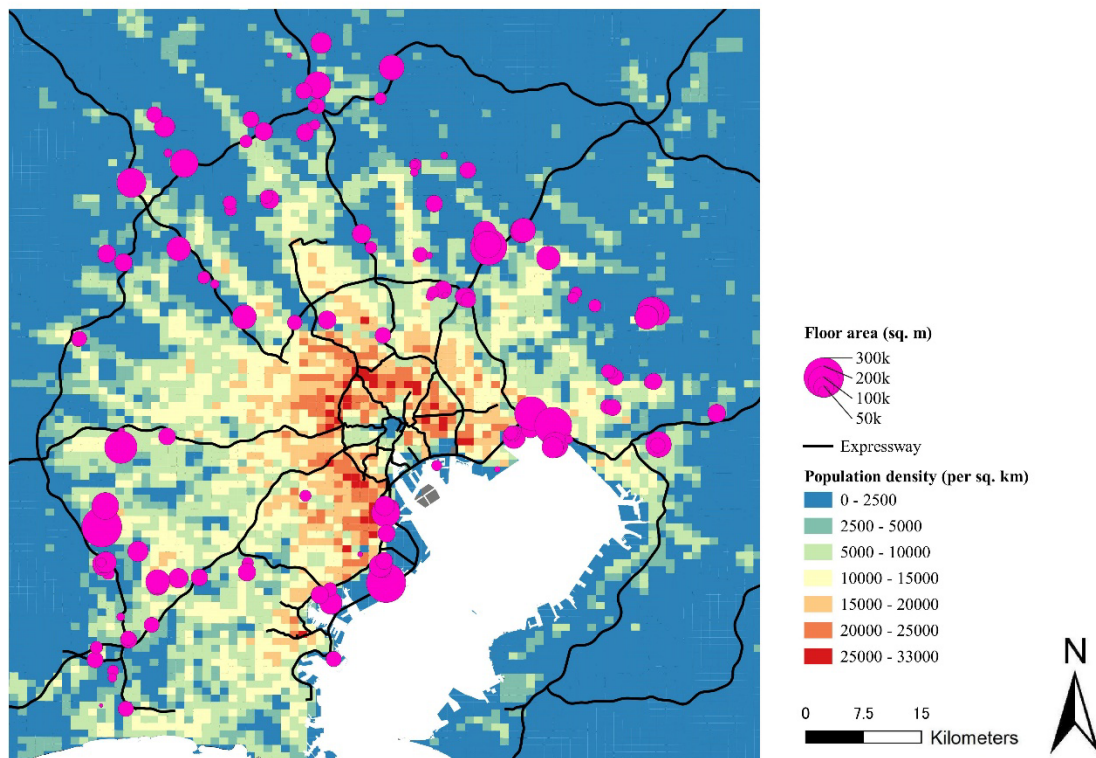 Floor area (sq. m)
300k
200k
100k
50k
Expressway
Population density (per sq. km)
0 - 2500
2500 - 5000
5000 - 10000
10000 - 15000
15000 - 20000
20000 - 25000
25000 - 33000
N
0 7.5 15
Kilometers